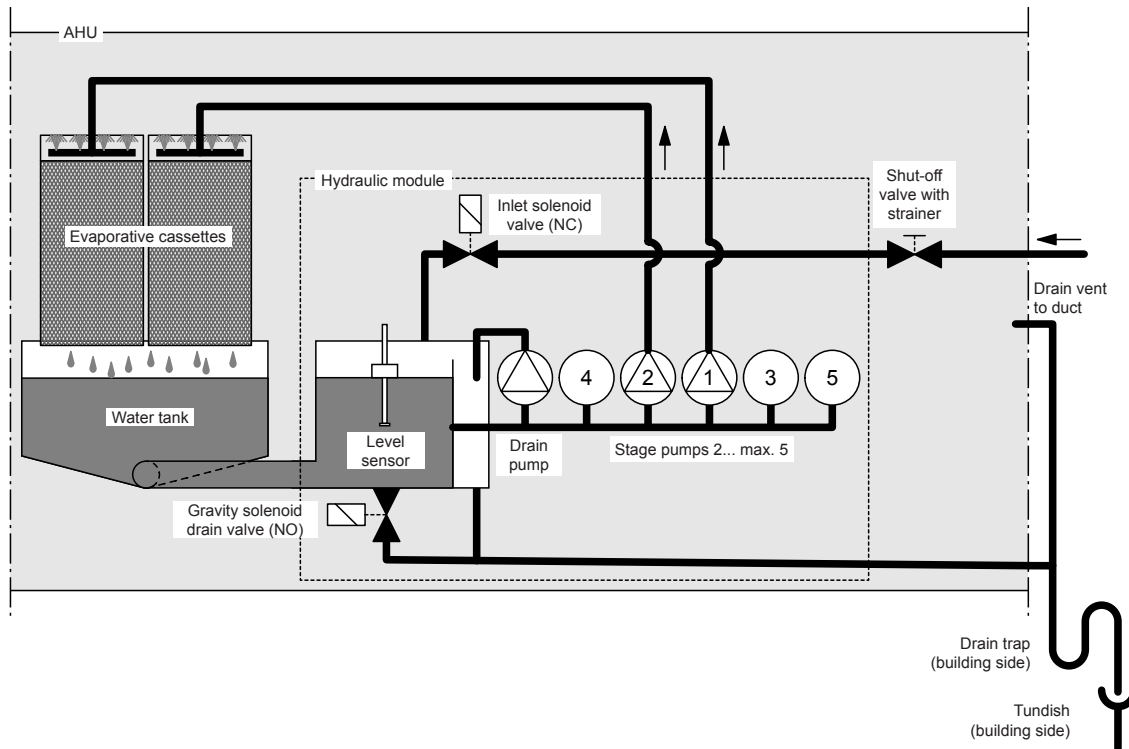 AHU
Hydraulic module
Inlet solenoid
valve (NC)
Shut-off
valve with
strainer
Evaporative cassettes
Drain vent
to duct
4
2
1
3
5
Water tank
Level
sensor
Drain
pump
Stage pumps 2... max. 5
Gravity solenoid
drain valve (NO)
Drain trap
(building side)
Tundish
(building side)